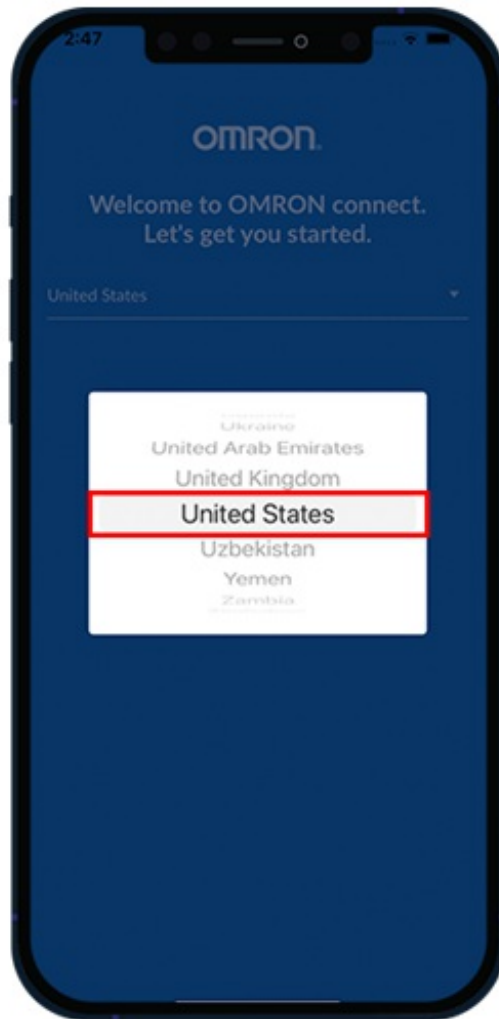 2:47
OMRON
Welcome to OMRON connect.
Let's get you started.
United States
Ukraine
United Arab Emirates
United Kingdom
United States
Uzbekistan
Yemen
Zambia